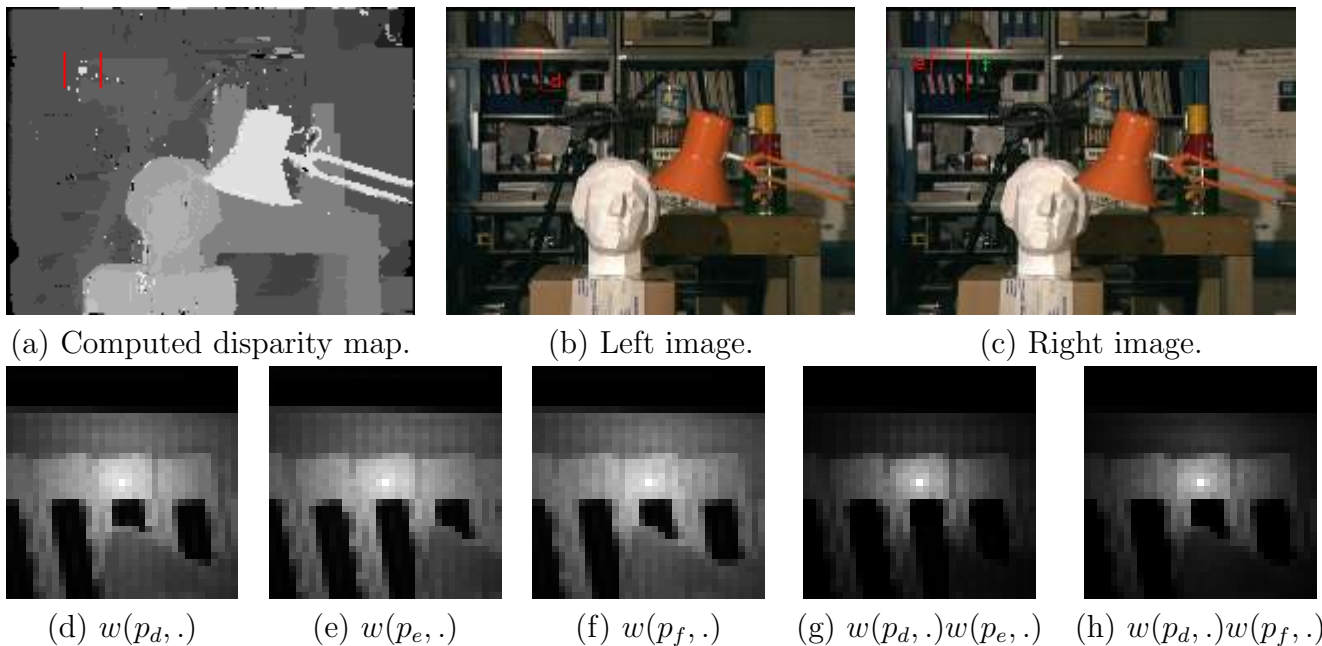 (a) Computed disparity map.
(b) Left image.
(c) Right image.
d
e
f
(d) w(p_d, .)
(e) w(p_e, .)
(f) w(p_f, .)
(g) w(p_d, .)w(p_e, .)
(h) w(p_d, .)w(p_f, .)